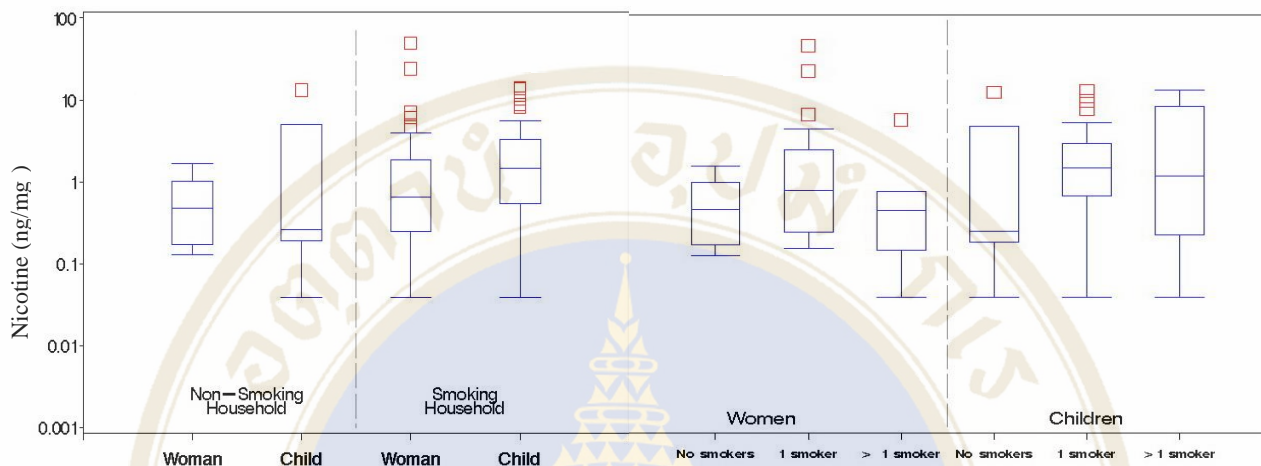 Nicotine (ng/mg )
100
10
1
0.1
0.01
0.001
Non-Smoking
Household
Smoking
Household
Woman
Child
Woman
Child
Women
Children
No smokers
1 smoker
> 1 smoker
No smokers
1 smoker
> 1 smoker